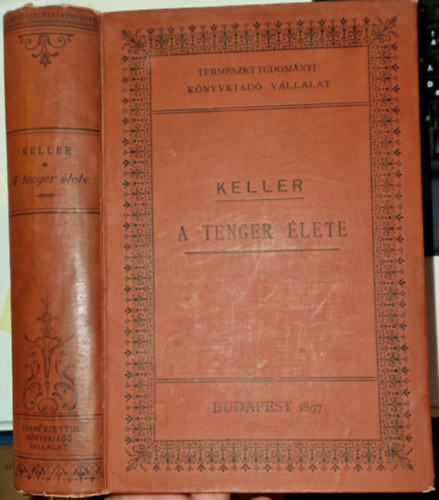 KELLER
A tenger élete
TERMÉSZETTUD.
KÖNYVKIADÓ
VÁLLALAT
TERMÉSZETTUDOMÁNYI
KÖNYVKIADÓ VÁLLALAT
KELLER
A TENGER ÉLETE
BUDAPEST 1897